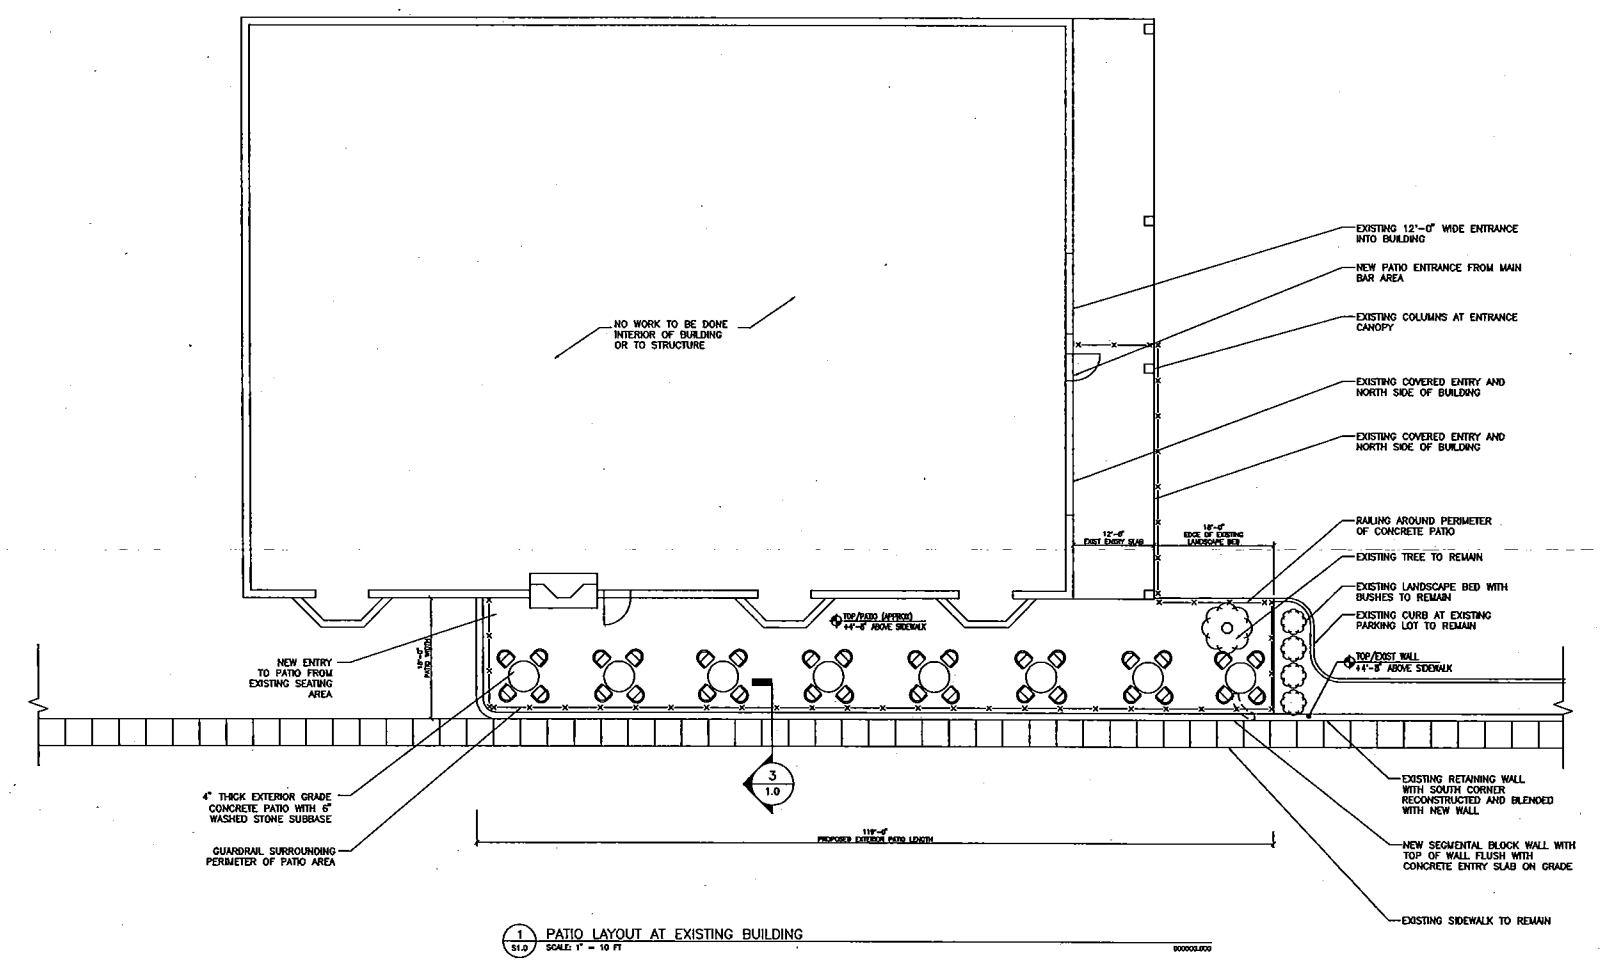 EXISTING 12'-0" WIDE ENTRANCE
INTO BUILDING
NEW PATIO ENTRANCE FROM MAIN
BAR AREA
NO WORK TO BE DONE
INTERIOR OF BUILDING
OR TO STRUCTURE
EXISTING COLUMNS AT ENTRANCE
CANOPY
EXISTING COVERED ENTRY AND
NORTH SIDE OF BUILDING
EXISTING COVERED ENTRY AND
NORTH SIDE OF BUILDING
12'-0"
EXIST ENTRY SLAB
18'-0"
EDGE OF EXISTING
LANDSCAPE BED
RAILING AROUND PERIMETER
OF CONCRETE PATIO
EXISTING TREE TO REMAIN
EXISTING LANDSCAPE BED WITH
BUSHES TO REMAIN
EXISTING CURB AT EXISTING
PARKING LOT TO REMAIN
TOP/PATIO (APPROX)
+4'-8" ABOVE SIDEWALK
TOP/EXIST WALL
+4'-8" ABOVE SIDEWALK
PATIO WIDTH
NEW ENTRY
TO PATIO FROM
EXISTING SEATING
AREA
3
1.0
4" THICK EXTERIOR GRADE
CONCRETE PATIO WITH 6"
WASHED STONE SUBBASE
GUARDRAIL SURROUNDING
PERIMETER OF PATIO AREA
119'-0"
PROPOSED EXTERIOR PATIO LENGTH
EXISTING RETAINING WALL
WITH SOUTH CORNER
RECONSTRUCTED AND BLENDED
WITH NEW WALL
NEW SEGMENTAL BLOCK WALL WITH
TOP OF WALL FLUSH WITH
CONCRETE ENTRY SLAB ON GRADE
EXISTING SIDEWALK TO REMAIN
1
S1.0
PATIO LAYOUT AT EXISTING BUILDING
SCALE: 1" = 10 FT
000000.000